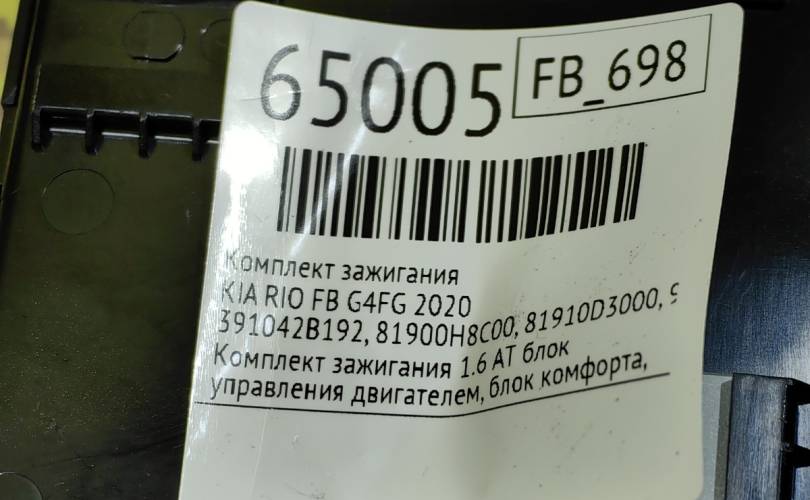 65005
FB_698
Комплект зажигания
KIA RIO FB G4FG 2020
391042B192, 81900H8C00, 81910D3000, 9
Комплект зажигания 1.6 AT блок
управления двигателем, блок комфорта,